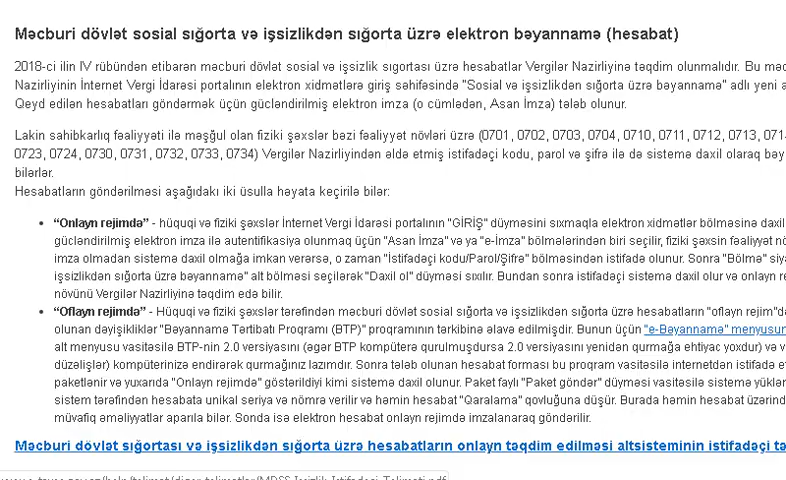 Məcburi dövlət sosial sığorta və işsizlikdən sığorta üzrə elektron bəyannamə (hesabat)
2018-ci ilin IV rübündən etibarən məcburi dövlət sosial və işsizlik sıgortası üzrə hesabatlar Vergilər Nazirliyinə təqdim olunmalıdır. Bu məc
Nazirliyinin İnternet Vergi İdarəsi portalının elektron xidmətlərə giriş səhifəsində "Sosial və işsizlikdən sığorta üzrə bəyannamə" adlı yeni a
Qeyd edilən hesabatları göndərmək üçün gücləndirilmiş elektron imza (o cümlədən, Asan İmza) tələb olunur.
Lakin sahibkarlıq fəaliyyəti ilə məşğul olan fiziki şəxslər bəzi fəaliyyət növləri üzrə (0701, 0702, 0703, 0704, 0710, 0711, 0712, 0713, 071
0723, 0724, 0730, 0731, 0732, 0733, 0734) Vergilər Nazirliyindən əldə etmiş istifadəçi kodu, parol və şifrə ilə də sistemə daxil olaraq bəy
bilərlər.
Hesabatların göndərilməsi aşağıdakı iki üsulla həyata keçirilə bilər:
• “Onlayn rejimdə” - hüquqi və fiziki şəxslər İnternet Vergi İdarəsi portalının "GİRİŞ" düyməsini sıxmaqla elektron xidmətlər bölməsinə daxil
gücləndirilmiş elektron imza ilə autentifikasiya olunmaq üçün "Asan İmza" və ya "e-İmza" bölmələrindən biri seçilir, fiziki şəxsin fəaliyyət nö
imza olmadan sistemə daxil olmağa imkan verərsə, o zaman "İstifadəçi kodu/Parol/Şifrə" bölməsindən istifadə olunur. Sonra "Bölmə" siya
işsizlikdən sığorta üzrə bəyannamə" alt bölməsi seçilərək "Daxil ol" düyməsi sıxılır. Bundan sonra istifadəçi sistemə daxil olur və onlayn re
növünü Vergilər Nazirliyinə təqdim edə bilir.
• “Oflayn rejimdə” - Hüquqi və fiziki şəxslər tərəfindən məcburi dövlət sosial sığorta və işsizlikdən sığorta üzrə hesabatların "oflayn rejim"d
olunan dəyişikliklər "Bəyannamə Tərtibatı Proqramı (BTP)" proqramının tərkibinə əlavə edilmişdir. Bunun üçün "e-Bəyannamə" menyusun
alt menyusu vasitəsilə BTP-nin 2.0 versiyasını (əgər BTP kompüterə qurulmuşdursa 2.0 versiyasını yenidən qurmağa ehtiyac yoxdur) və v
düzəlişlər) kompüterinizə endirərək qurmağınız lazımdır. Sonra tələb olunan hesabat forması bu proqram vasitəsilə internetdən istifadə et
paketlənir və yuxarıda "Onlayn rejimdə" göstərildiyi kimi sistemə daxil olunur. Paket faylı "Paket göndər" düyməsi vasitəsilə sistemə yüklən
sistem tərəfindən hesabata unikal seriya və nömrə verilir və həmin hesabat "Qaralama" qovluğuna düşür. Burada həmin hesabat üzərind
müvafiq əməliyyatlar aparıla bilər. Sonda isə elektron hesabat onlayn rejimdə imzalanaraq göndərilir.
Məcburi dövlət sığortası və işsizlikdən sığorta üzrə hesabatların onlayn təqdim edilməsi altsisteminin istifadəçi tə